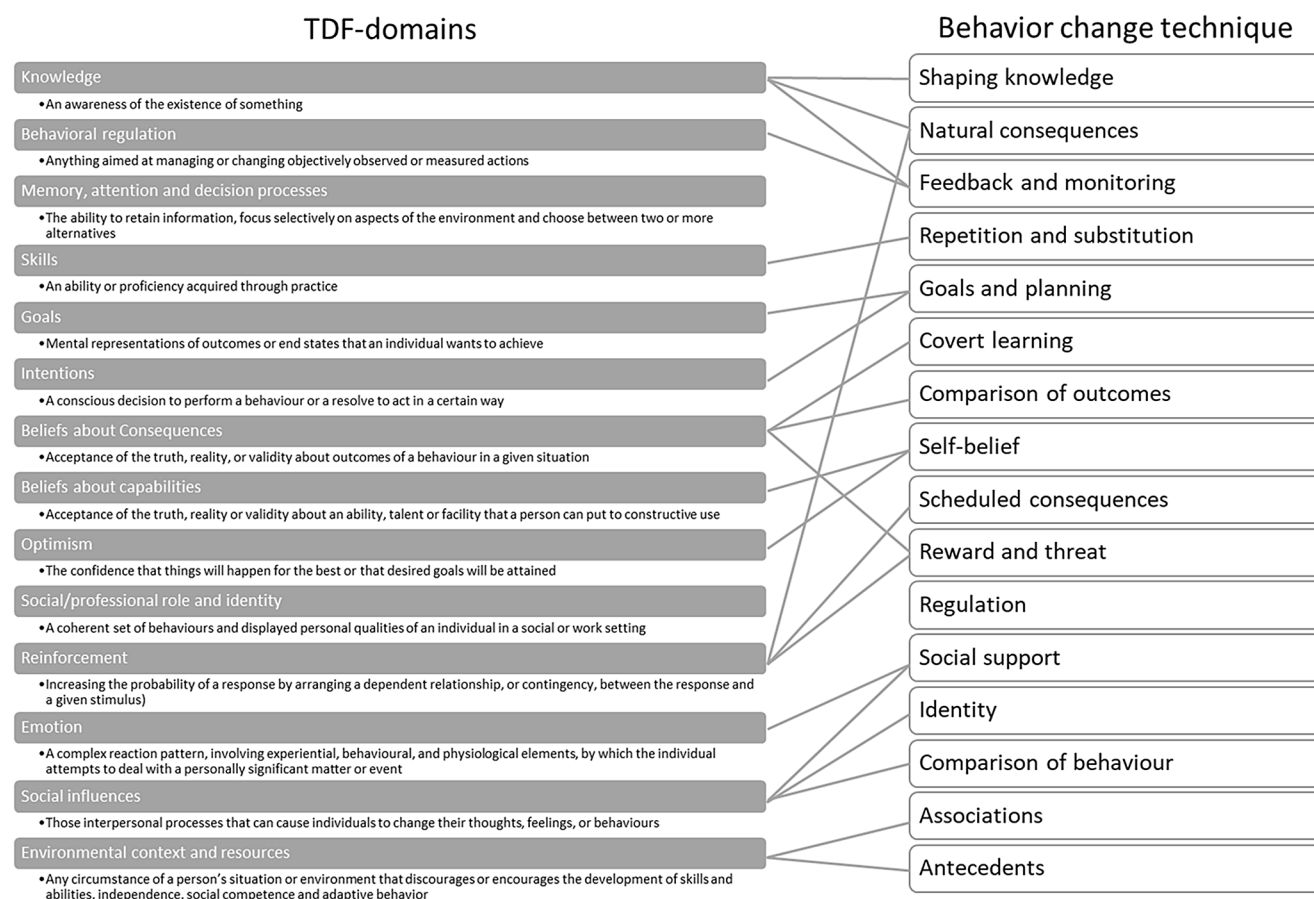 TDF-domains
Knowledge
•An awareness of the existence of something
Behavioral regulation
•Anything aimed at managing or changing objectively observed or measured actions
Memory, attention and decision processes
•The ability to retain information, focus selectively on aspects of the environment and choose between two or more
alternatives
Skills
•An ability or proficiency acquired through practice
Goals
•Mental representations of outcomes or end states that an individual wants to achieve
Intentions
•A conscious decision to perform a behaviour or a resolve to act in a certain way
Beliefs about Consequences
•Acceptance of the truth, reality, or validity about outcomes of a behaviour in a given situation
Beliefs about capabilities
•Acceptance of the truth, reality or validity about an ability, talent or facility that a person can put to constructive use
Optimism
•The confidence that things will happen for the best or that desired goals will be attained
Social/professional role and identity
•A coherent set of behaviours and displayed personal qualities of an individual in a social or work setting
Reinforcement
•Increasing the probability of a response by arranging a dependent relationship, or contingency, between the response and
a given stimulus)
Emotion
•A complex reaction pattern, involving experiential, behavioural, and physiological elements, by which the individual
attempts to deal with a personally significant matter or event
Social influences
•Those interpersonal processes that can cause individuals to change their thoughts, feelings, or behaviours
Environmental context and resources
•Any circumstance of a person's situation or environment that discourages or encourages the development of skills and
abilities, independence, social competence and adaptive behavior
Behavior change technique
Shaping knowledge
Natural consequences
Feedback and monitoring
Repetition and substitution
Goals and planning
Covert learning
Comparison of outcomes
Self-belief
Scheduled consequences
Reward and threat
Regulation
Social support
Identity
Comparison of behaviour
Associations
Antecedents